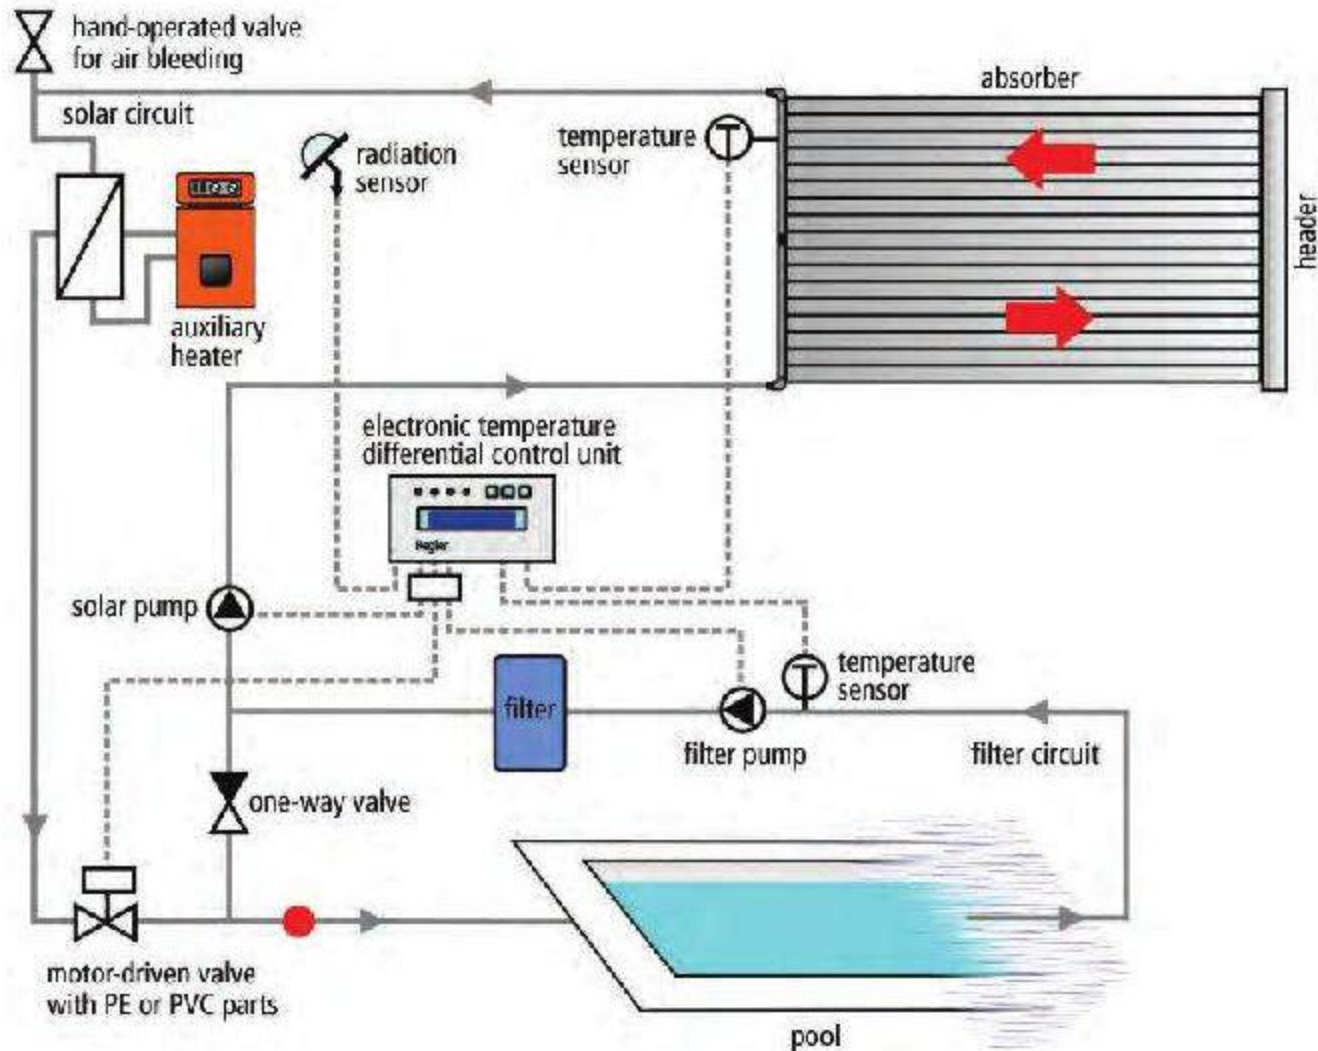 hand-operated valve
for air bleeding
absorber
solar circuit
temperature
sensor
radiation
sensor
header
auxiliary
heater
electronic temperature
differential control unit
Regler
solar pump
temperature
sensor
filter
filter pump
filter circuit
one-way valve
motor-driven valve
with PE or PVC parts
pool